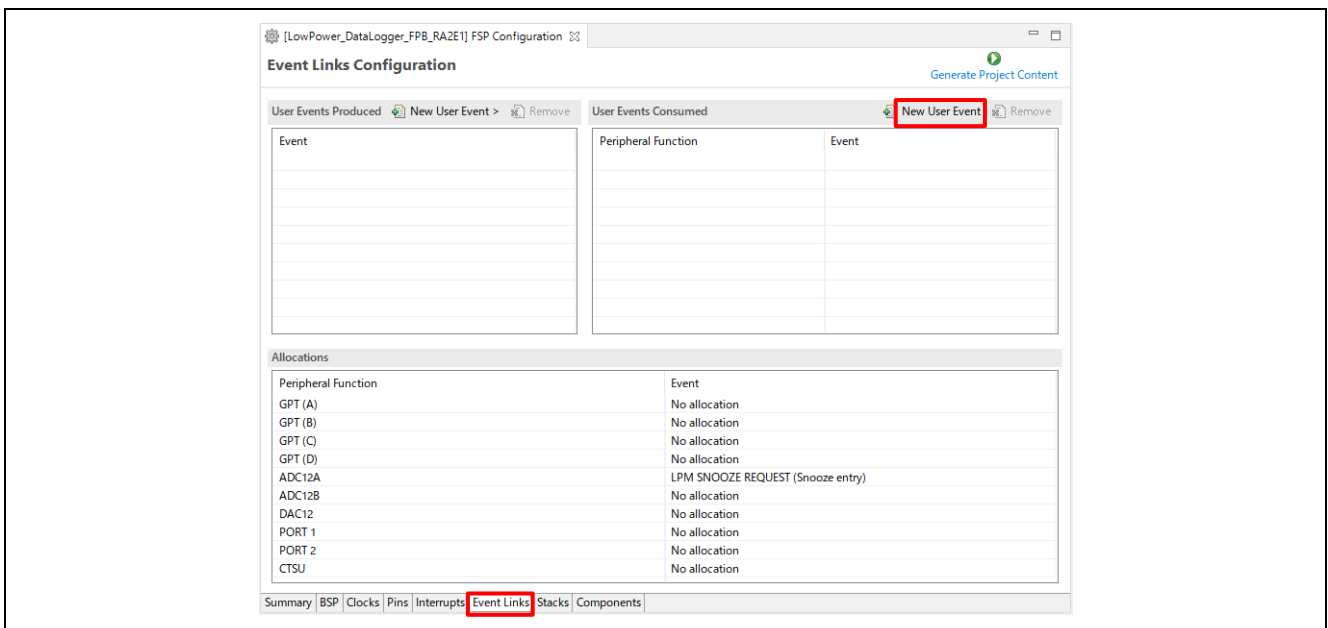 [LowPower_DataLogger_FPB_RA2E1] FSP Configuration
Event Links Configuration
Generate Project Content
User Events Produced New User Event > Remove User Events Consumed New User Event Remove
Event Peripheral Function Event
Allocations
Peripheral Function Event
GPT (A) No allocation
GPT (B) No allocation
GPT (C) No allocation
GPT (D) No allocation
ADC12A LPM SNOOZE REQUEST (Snooze entry)
ADC12B No allocation
DAC12 No allocation
PORT 1 No allocation
PORT 2 No allocation
CTSU No allocation
Summary BSP Clocks Pins Interrupts Event Links Stacks Components